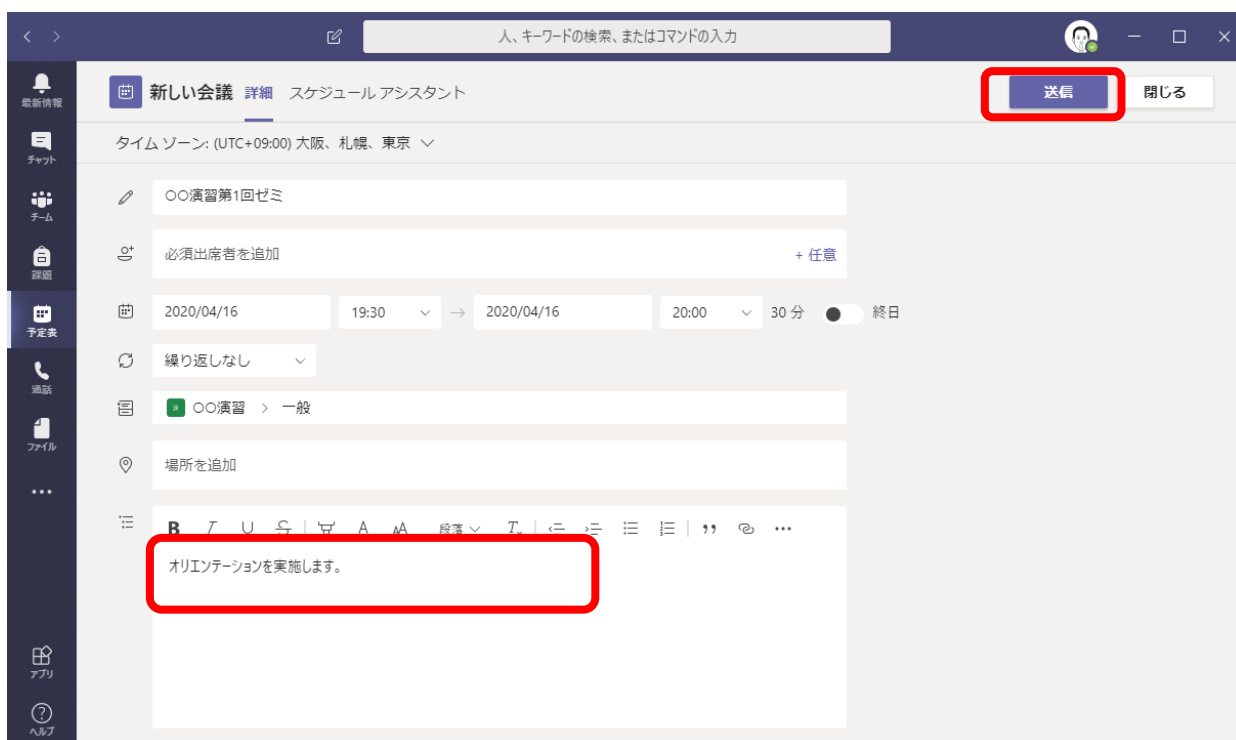 人、キーワードの検索、またはコマンドの入力
最新情報
チャット
チーム
課題
予定表
通話
ファイル
アプリ
ヘルプ
新しい会議 詳細 スケジュール アシスタント 送信 閉じる
タイム ゾーン: (UTC+09:00) 大阪、札幌、東京
〇〇演習第1回ゼミ
必須出席者を追加 + 任意
2020/04/16 19:30 → 2020/04/16 20:00 30 分 終日
繰り返しなし
〇〇演習 > 一般
場所を追加
B I U S A AA 段落 T
オリエンテーションを実施します。